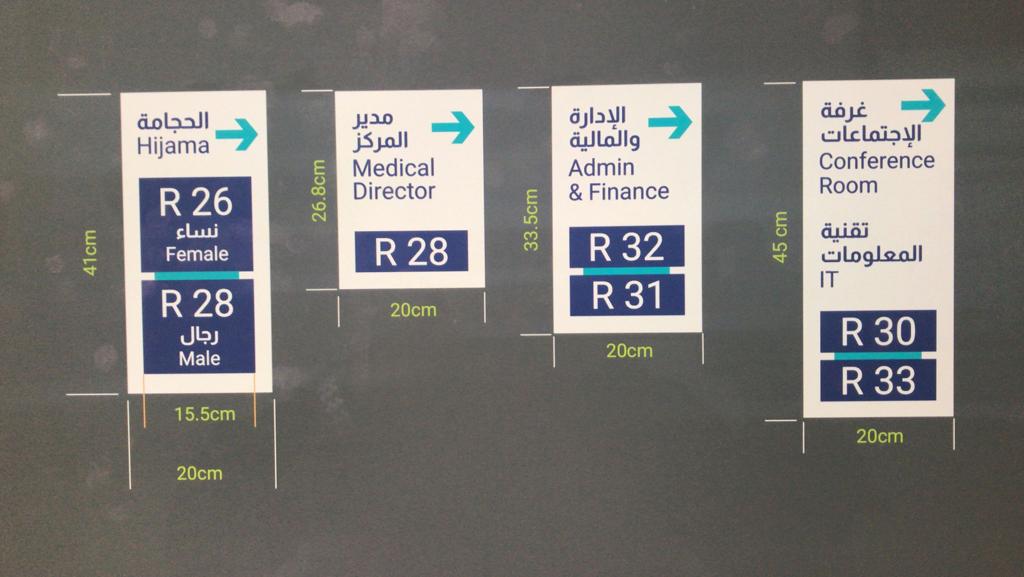 الحجامة
Hijama
R 26
نساء
Female
R 28
رجال
Male
41cm
15.5cm
20cm
مدير
المركز
Medical
Director
R 28
26.8cm
20cm
الإدارة
والمالية
Admin
& Finance
R 32
R 31
33.5cm
20cm
غرفة
الإجتماعات
Conference
Room
تقنية
المعلومات
IT
R 30
R 33
45 cm
20cm